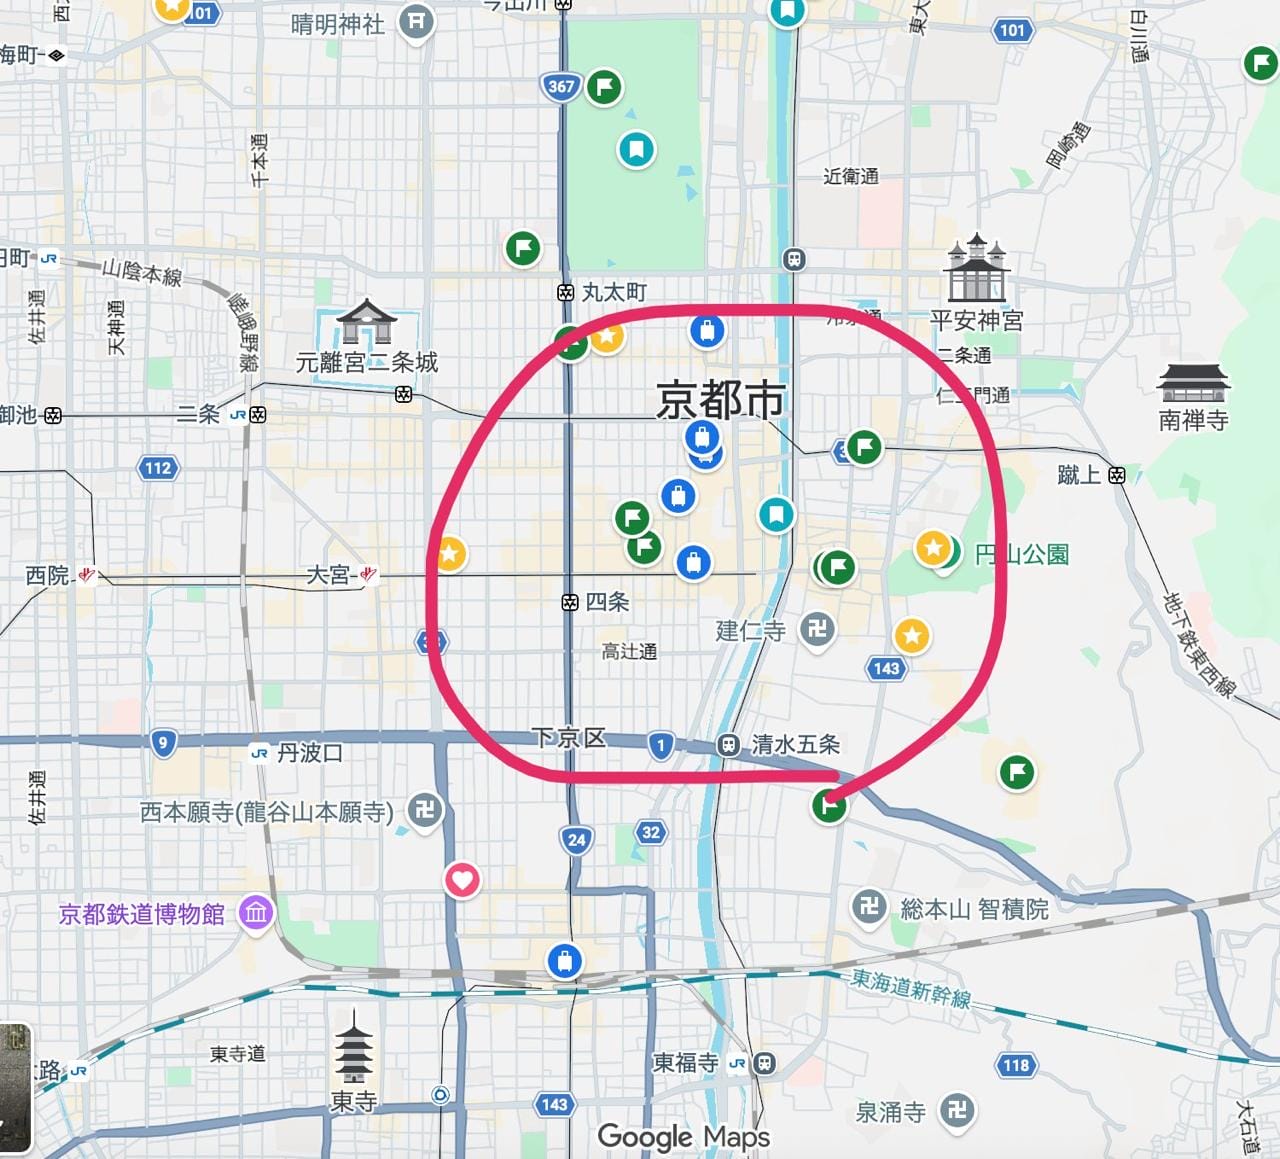 今出川
101
晴明神社
101
白川通
367
千本通
岡崎通
近衛通
山陰本線
佐井通
天神通
嵯峨野線
丸太町
平安神宮
元離宮二条城
二条通
京都市
仁王門通
南禅寺
御池
二条
112
蹴上
西院
大宮
円山公園
四条
建仁寺
高辻通
143
地下鉄東西線
下京区
9
1
清水五条
丹波口
佐井通
西本願寺(龍谷山本願寺)
24
32
京都鉄道博物館
総本山 智積院
東海道新幹線
東寺道
東福寺
118
東寺
143
泉涌寺
大石道
Google Maps